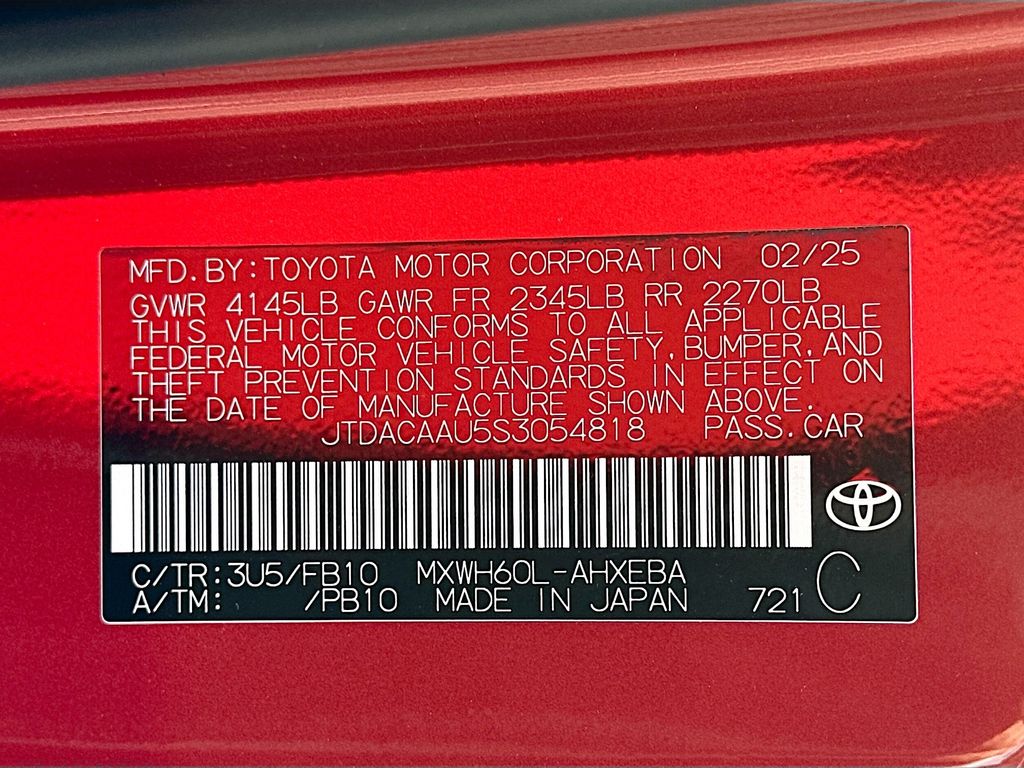 MFD.BY:TOYOTA MOTOR CORPORATION 02/25
GVWR 4145LB GAWR FR 2345LB RR 2270LB
THIS VEHICLE CONFORMS TO ALL APPLICABLE
FEDERAL MOTOR VEHICLE SAFETY,BUMPER,AND
THEFT PREVENTION STANDARDS IN EFFECT ON
THE DATE OF MANUFACTURE SHOWN ABOVE.
JTDACAAU5S3054818 PASS.CAR
C/TR:3U5/FB10 MXWH60L-AHXEBA C
A/TM: /PB10 MADE IN JAPAN 721